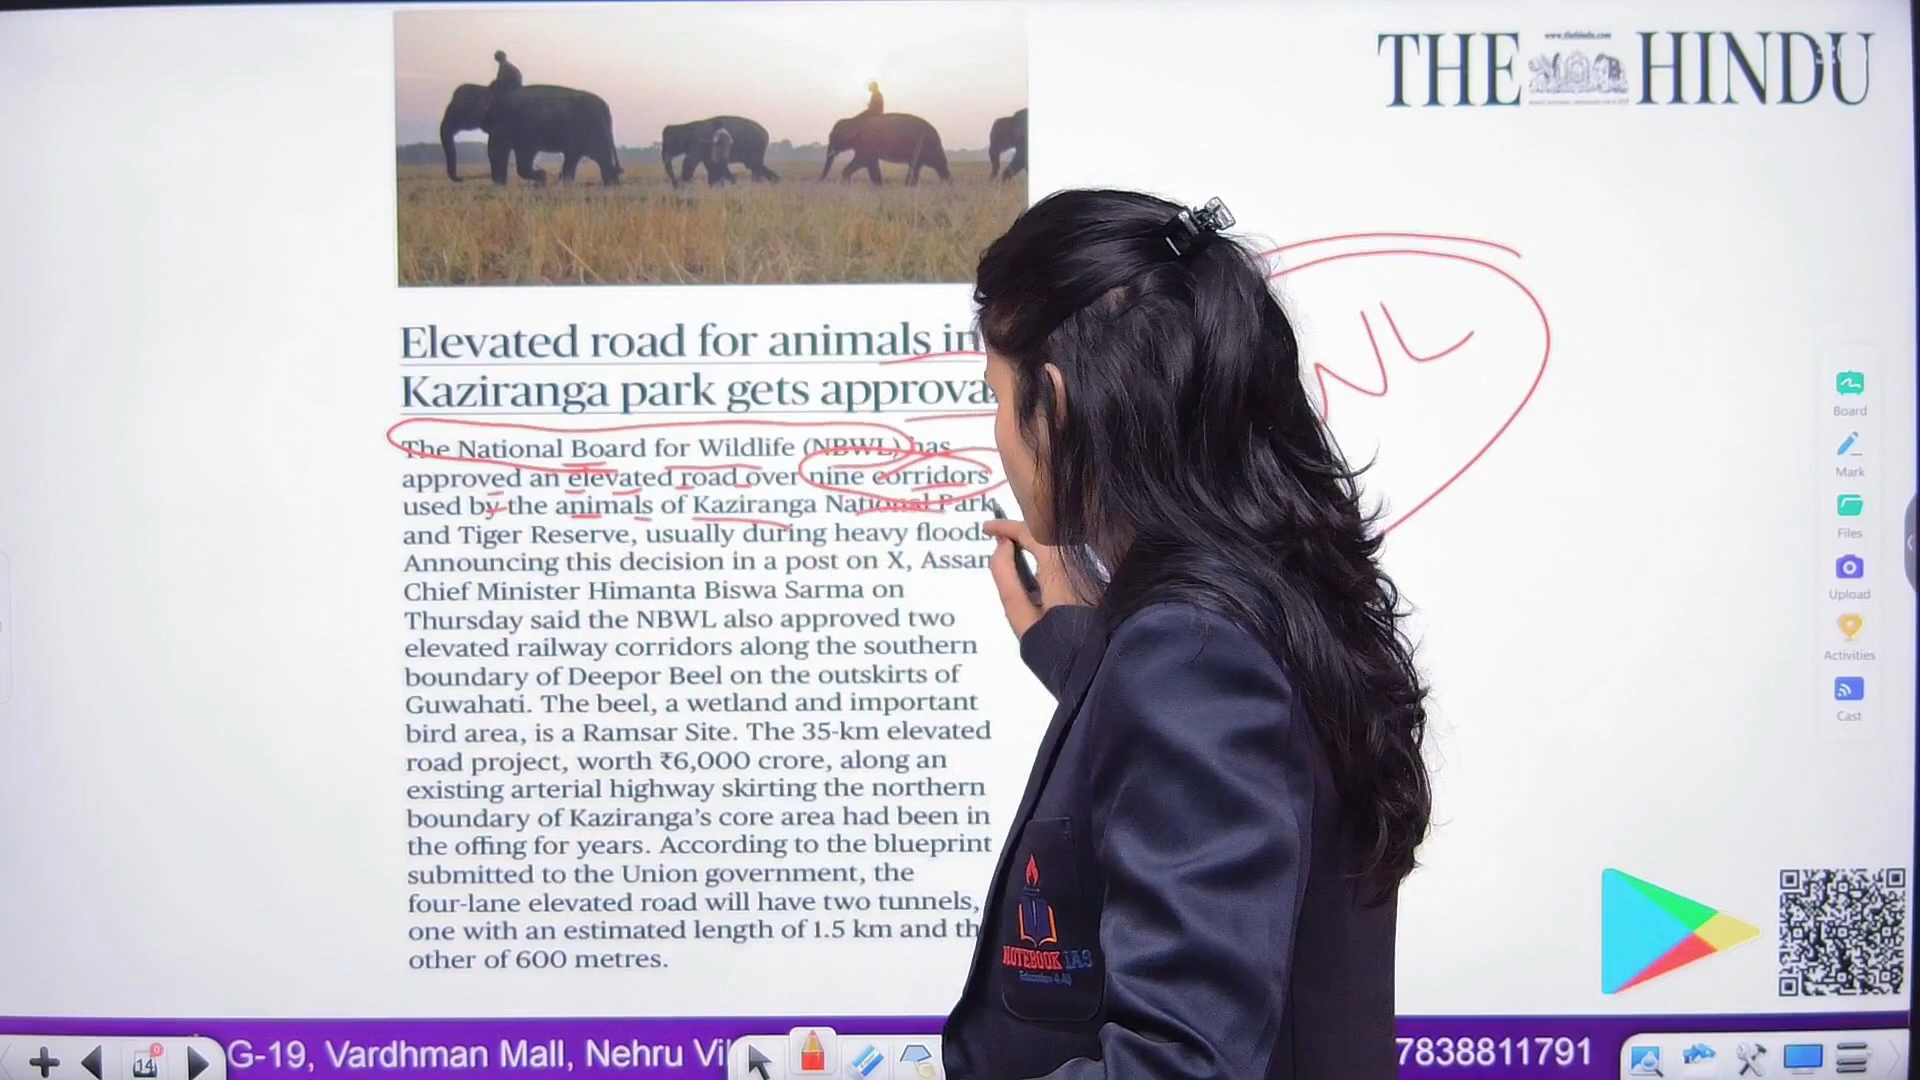 www.thehindu.com
THE HINDU
Elevated road for animals in
Kaziranga park gets approva
The National Board for Wildlife (NBWL) has
approved an elevated road over nine corridors
used by the animals of Kaziranga National Park
and Tiger Reserve, usually during heavy floods
Announcing this decision in a post on X, Assam
Chief Minister Himanta Biswa Sarma on
Thursday said the NBWL also approved two
elevated railway corridors along the southern
boundary of Deepor Beel on the outskirts of
Guwahati. The beel, a wetland and important
bird area, is a Ramsar Site. The 35-km elevated
road project, worth ₹6,000 crore, along an
existing arterial highway skirting the northern
boundary of Kaziranga's core area had been in
the offing for years. According to the blueprint
submitted to the Union government, the
four-lane elevated road will have two tunnels,
one with an estimated length of 1.5 km and th
other of 600 metres.
WL
Board
Mark
Files
Upload
Activities
Cast
NOTEBOOK IAS
14
G-19, Vardhman Mall, Nehru Vi
7838811791